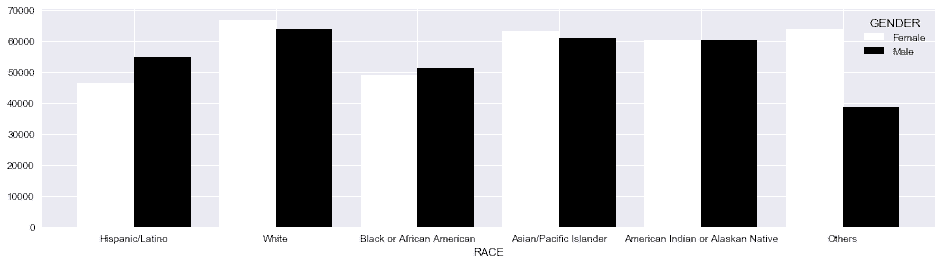 70000
60000
50000
40000
30000
20000
10000
0
GENDER
Female
Male
Hispanic/Latino
White
Black or African American
Asian/Pacific Islander
American Indian or Alaskan Native
Others
RACE